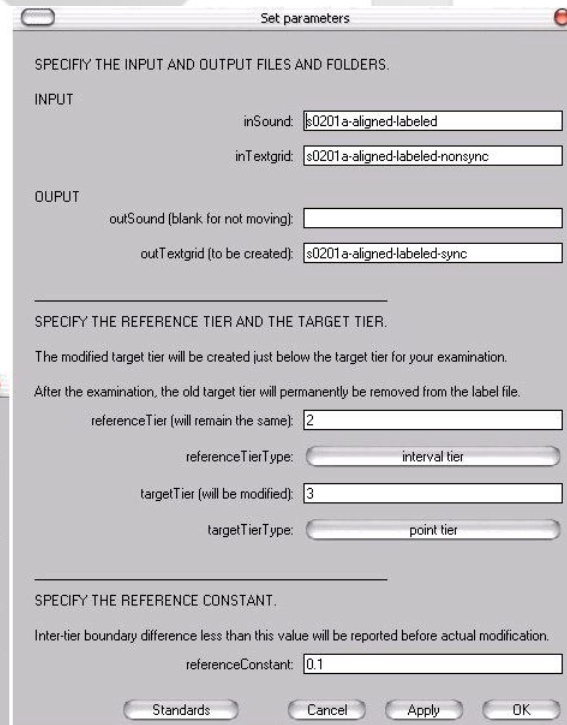 Set parameters
SPECIFIY THE INPUT AND OUTPUT FILES AND FOLDERS.
INPUT
inSound: s0201a-aligned-labeled
inTextgrid: s0201a-aligned-labeled-nonsync
OUPUT
outSound (blank for not moving):
outTextgrid (to be created): s0201a-aligned-labeled-sync
SPECIFY THE REFERENCE TIER AND THE TARGET TIER.
The modified target tier will be created just below the target tier for your examination.
After the examination, the old target tier will permanently be removed from the label file.
referenceTier (will remain the same): 2
referenceTierType: interval tier
targetTier (will be modified): 3
targetTierType: point tier
SPECIFY THE REFERENCE CONSTANT.
Inter-tier boundary difference less than this value will be reported before actual modification.
referenceConstant: 0.1
Standards Cancel Apply OK